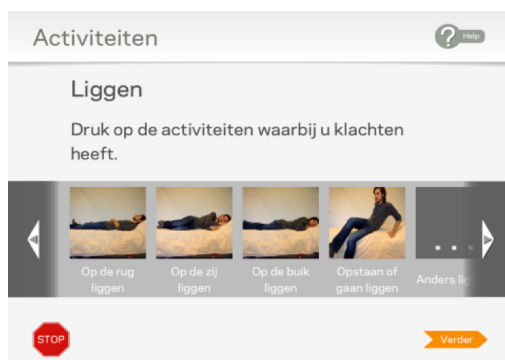 Activiteiten
Help
Liggen
Druk op de activiteiten waarbij u klachten
heeft.
Op de rug
liggen
Op de zij
liggen
Op de buik
liggen
Opstaan of
gaan liggen
Anders
STOP
Verder